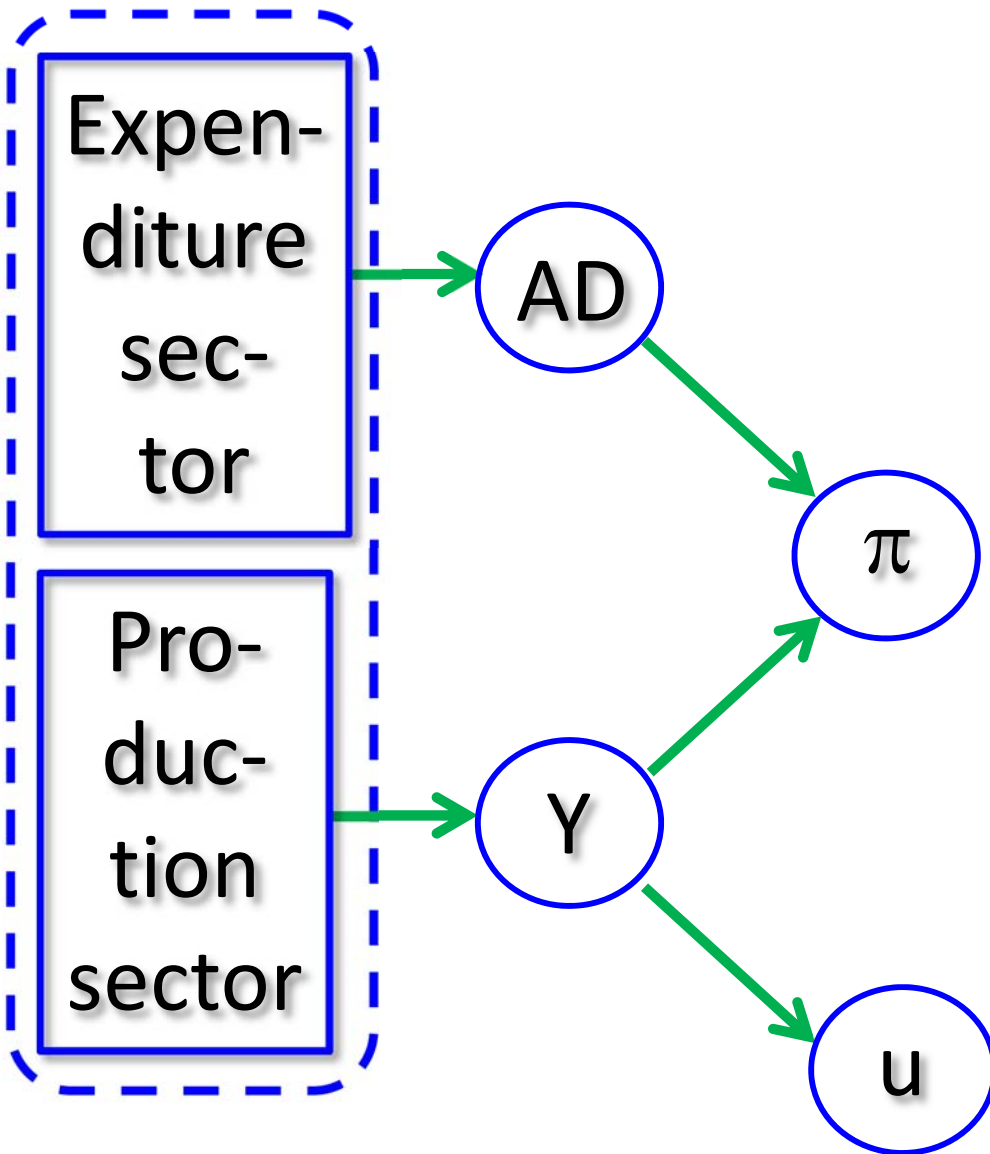 Expen-
diture
sec-
tor
AD
π
Pro-
duc-
tion
sector
Y
u